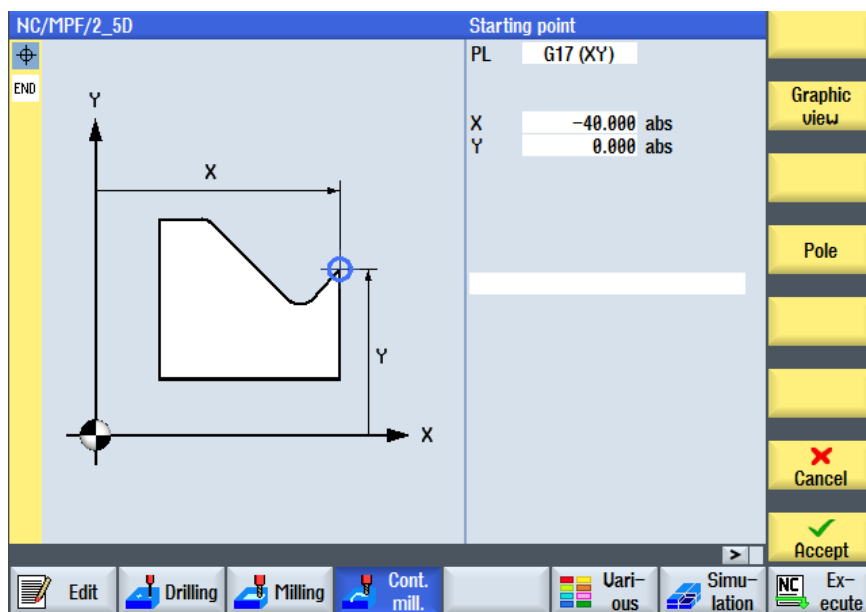 NC/MPF/2_5D
Starting point
PL G17 (XY)
END
X -40.000 abs
Y 0.000 abs
Y
X
Y
X
Graphic
view
Pole
Cancel
Accept
>
Edit
Drilling
Milling
Cont.
mill.
Vari-
ous
Simu-
lation
NC
Ex-
ecute